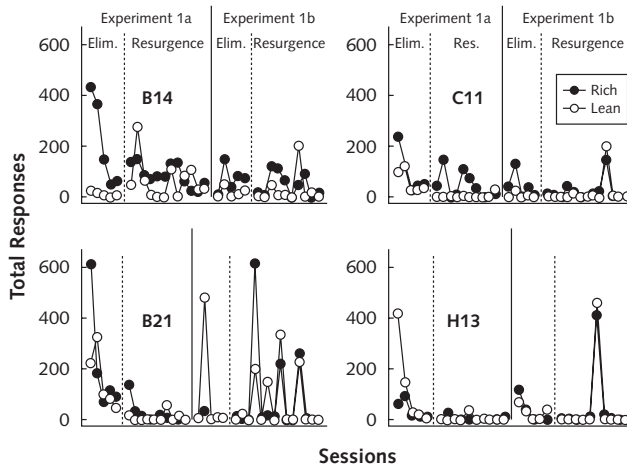 Experiment 1a Experiment 1b Experiment 1a Experiment 1b
Elim. Resurgence Elim. Resurgence Elim. Res. Elim. Resurgence
600
400
200
0
B14
600
400
200
0
C11
Rich
Lean
600
400
200
0
B21
600
400
200
0
H13
Total Responses
Sessions